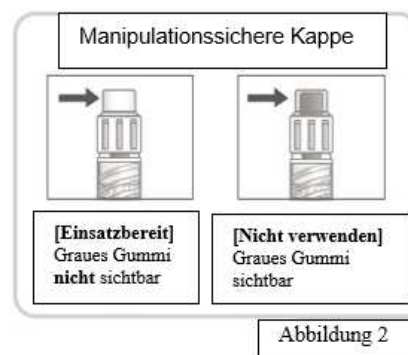 Manipulationssichere Kappe
[Einsatzbereit]
Graues Gummi
nicht sichtbar
[Nicht verwenden]
Graues Gummi
sichtbar
Abbildung 2